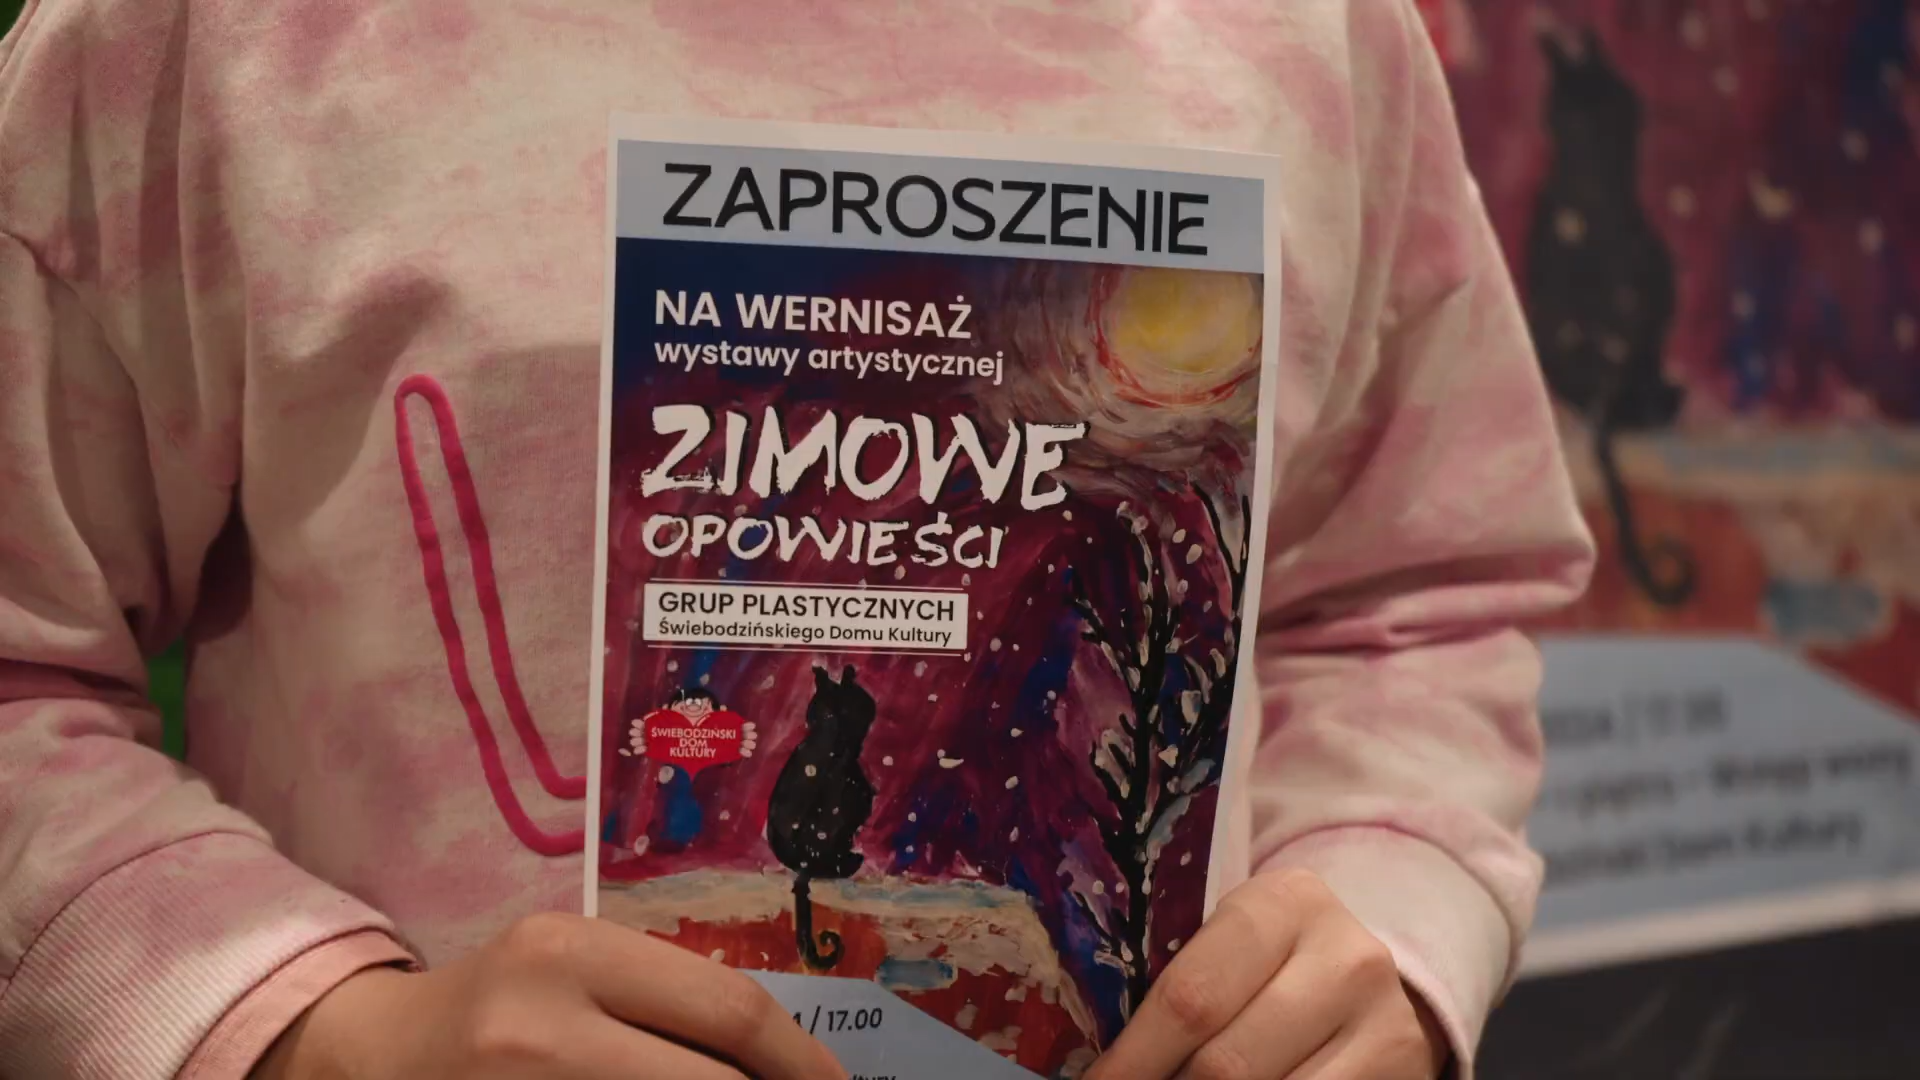 ZAPROSZENIE
NA WERNISAŻ
wystawy artystycznej
ZIMOWE
OPOWIEŚCI
GRUP PLASTYCZNYCH
Świebodzińskiego Domu Kultury
ŚWIEBODZIŃSKI
DOM
KULTURY
/ 17.00